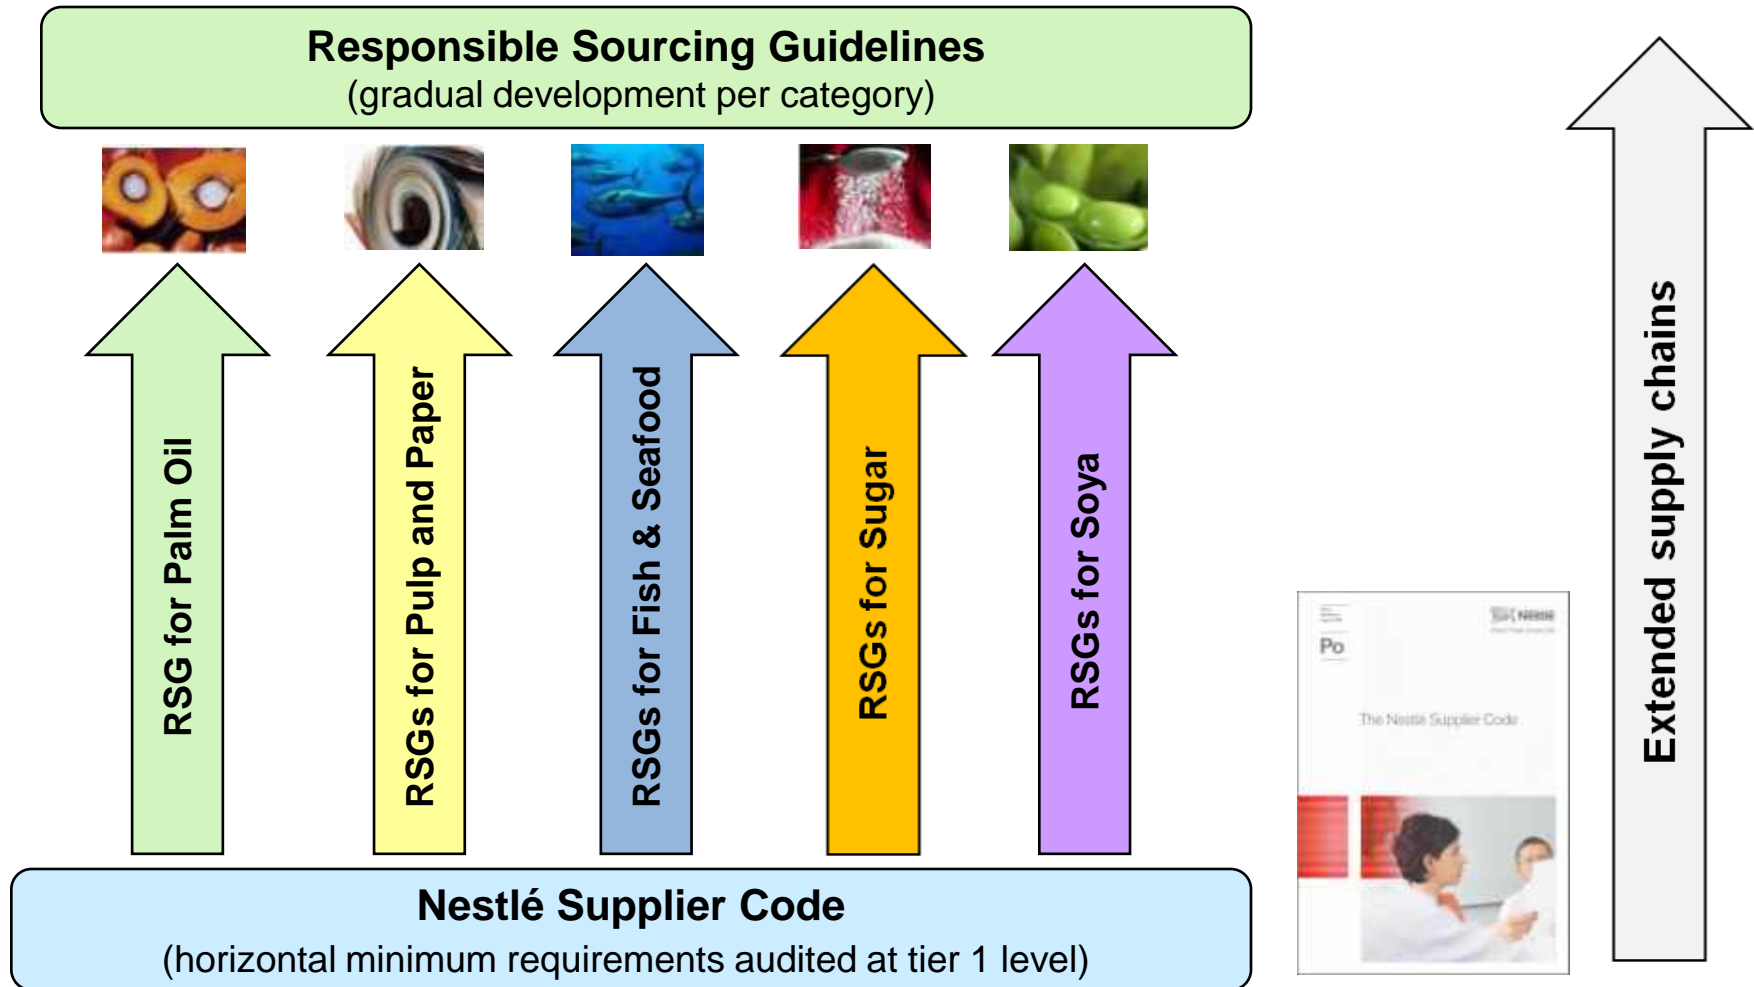 Responsible Sourcing Guidelines
(gradual development per category)
RSG for Palm Oil
RSGs for Pulp and Paper
RSGs for Fish & Seafood
RSGs for Sugar
RSGs for Soya
Extended supply chains
Nestlé
Po
The Nestlé Supplier Code
Nestlé Supplier Code
(horizontal minimum requirements audited at tier 1 level)